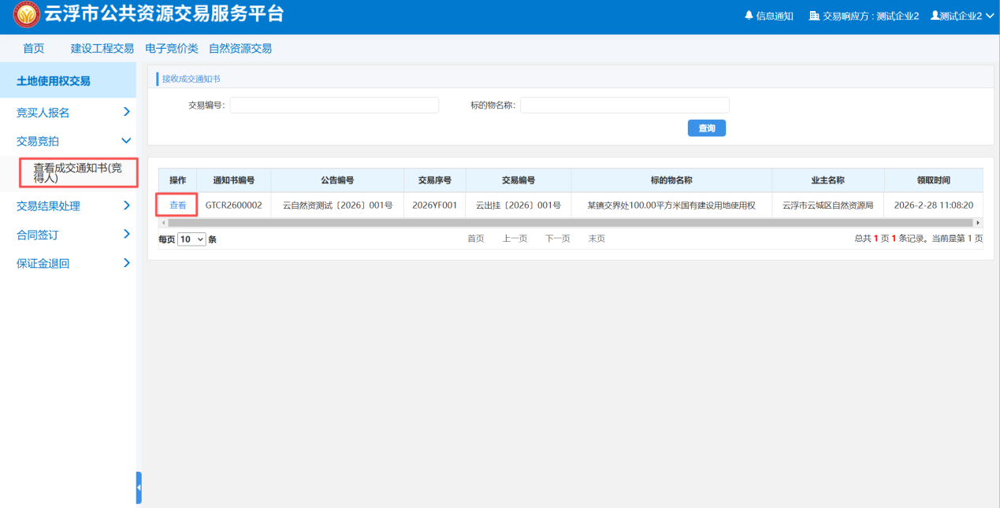 云浮市公共资源交易服务平台
信息通知 交易响应方 : 测试企业2 测试企业2
首页 建设工程交易 电子竞价类 自然资源交易
土地使用权交易
竞买人报名
交易竞拍
查看成交通知书(竞
得人)
交易结果处理
合同签订
保证金退回
接收成交通知书
交易编号: 标的物名称:
查询
操作 通知书编号 公告编号 交易序号 交易编号 标的物名称 业主名称 领取时间
查看 GTCR2600002 云自然资测试〔2026〕001号 2026YF001 云出挂〔2026〕001号 某镇交界处100.00平方米国有建设用地使用权 云浮市云城区自然资源局 2026-2-28 11:08:20
每页 10 条 首页 上一页 下一页 末页 总共 1 页 1 条记录。当前是第 1 页